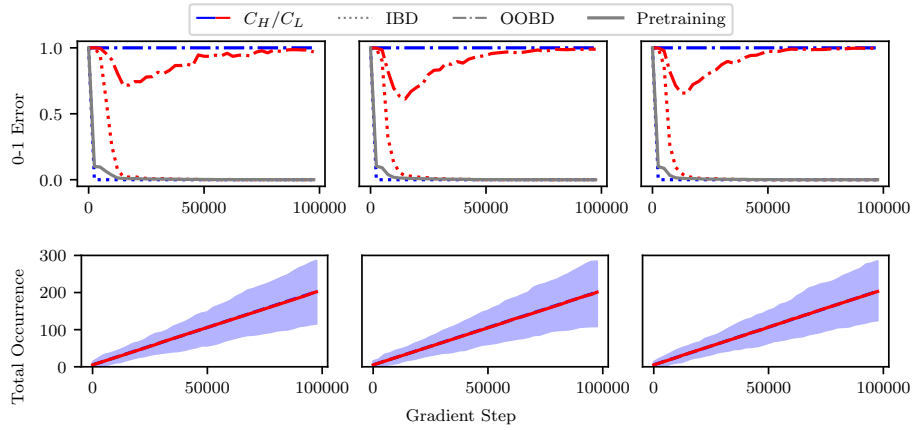 C_H/C_L IBD OOBD Pretraining
0-1 Error
1.0
0.5
0.0
0 50000 100000 0 50000 100000 0 50000 100000
Total Occurrence
300
200
100
0
0 50000 100000 0 50000 100000 0 50000 100000
Gradient Step